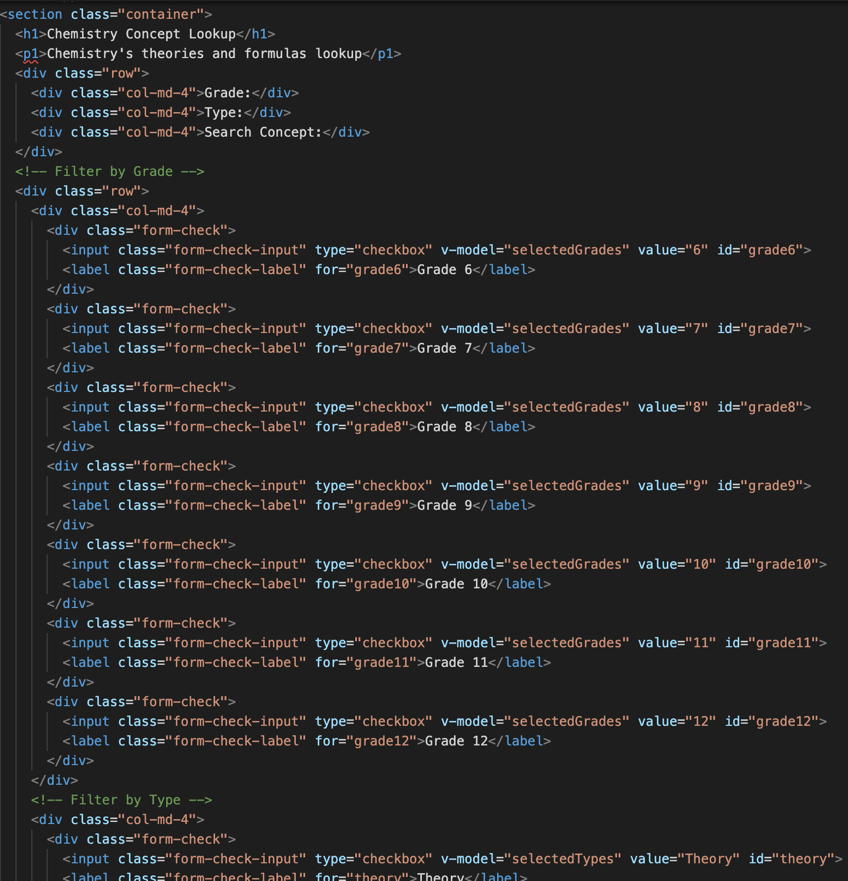 <section class="container">
<h1>Chemistry Concept Lookup</h1>
<p1>Chemistry's theories and formulas lookup</p1>
<div class="row">
<div class="col-md-4">Grade:</div>
<div class="col-md-4">Type:</div>
<div class="col-md-4">Search Concept:</div>
</div>
<!-- Filter by Grade -->
<div class="row">
<div class="col-md-4">
<div class="form-check">
<input class="form-check-input" type="checkbox" v-model="selectedGrades" value="6" id="grade6">
<label class="form-check-label" for="grade6">Grade 6</label>
</div>
<div class="form-check">
<input class="form-check-input" type="checkbox" v-model="selectedGrades" value="7" id="grade7">
<label class="form-check-label" for="grade7">Grade 7</label>
</div>
<div class="form-check">
<input class="form-check-input" type="checkbox" v-model="selectedGrades" value="8" id="grade8">
<label class="form-check-label" for="grade8">Grade 8</label>
</div>
<div class="form-check">
<input class="form-check-input" type="checkbox" v-model="selectedGrades" value="9" id="grade9">
<label class="form-check-label" for="grade9">Grade 9</label>
</div>
<div class="form-check">
<input class="form-check-input" type="checkbox" v-model="selectedGrades" value="10" id="grade10">
<label class="form-check-label" for="grade10">Grade 10</label>
</div>
<div class="form-check">
<input class="form-check-input" type="checkbox" v-model="selectedGrades" value="11" id="grade11">
<label class="form-check-label" for="grade11">Grade 11</label>
</div>
<div class="form-check">
<input class="form-check-input" type="checkbox" v-model="selectedGrades" value="12" id="grade12">
<label class="form-check-label" for="grade12">Grade 12</label>
</div>
</div>
<!-- Filter by Type -->
<div class="col-md-4">
<div class="form-check">
<input class="form-check-input" type="checkbox" v-model="selectedTypes" value="Theory" id="theory">
<label class="form-check-label" for="theory">Theory</label>